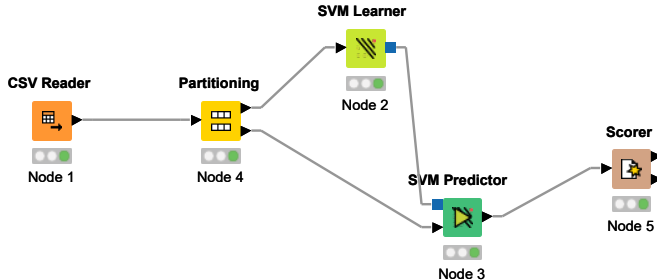 SVM Learner
Node 2
CSV Reader
Node 1
Partitioning
Node 4
SVM Predictor
Node 3
Scorer
Node 5